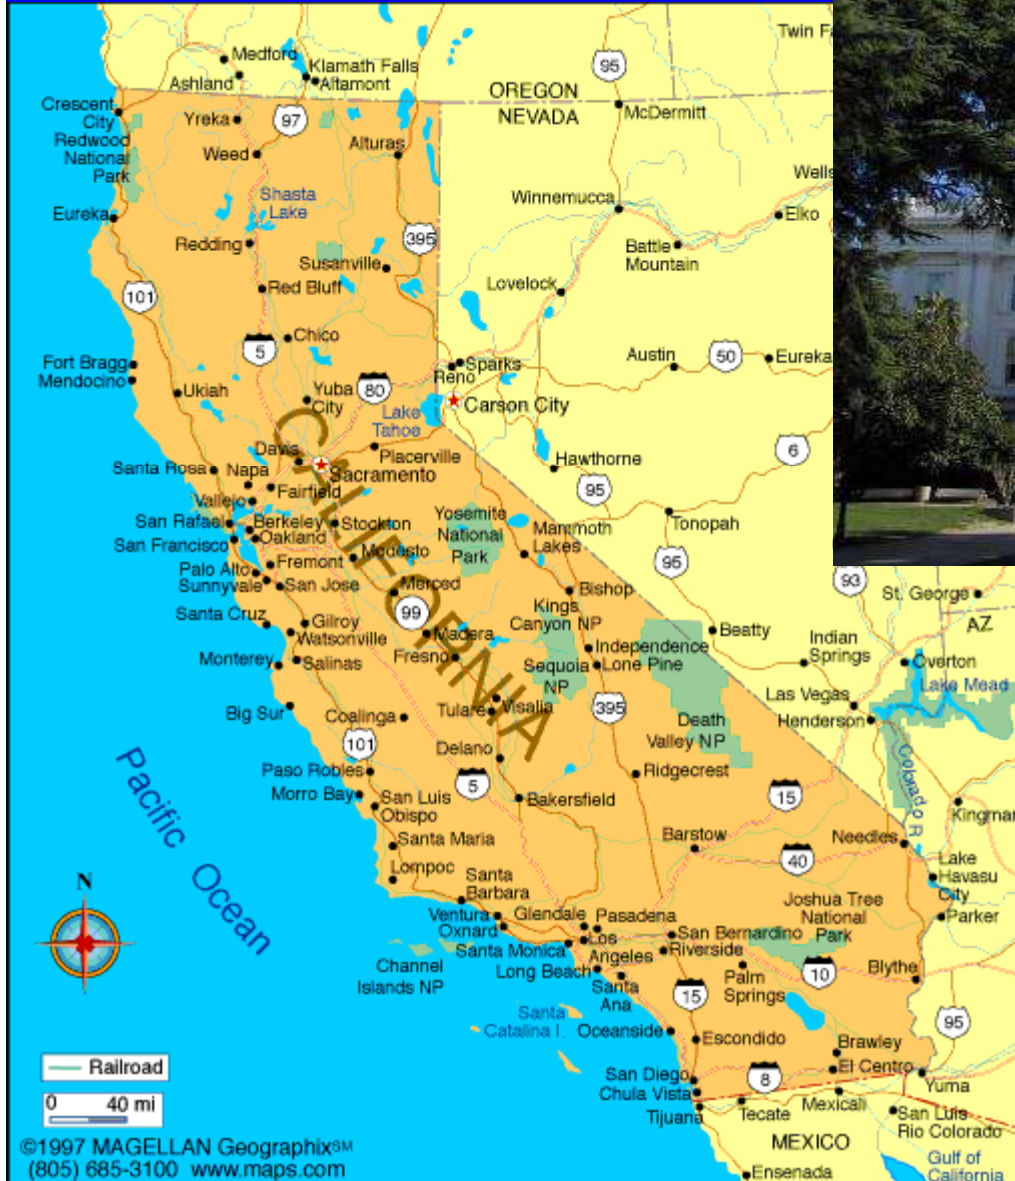 Medford
Klamath Falls
Ashland
Altamont
95
OREGON
NEVADA
McDermitt
Twin F
Crescent
City
Redwood
National
Park
Yreka
97
Weed
Alturas
Eureka
Shasta
Lake
Redding
395
Susanville
Red Bluff
Winnemucca
Wells
Elko
Battle
Mountain
Lovelock
101
5
Chico
Fort Bragg
Mendocino
Ukiah
Yuba
City
80
Sparks
Reno
Austin
50
Eureka
Lake
Tahoe
Carson City
CALIFORNIA
Davis
Sacramento
Placerville
Santa Rosa
Napa
Fairfield
Vallejo
Hawthorne
95
6
San Rafael
Berkeley
Stockton
Oakland
San Francisco
Yosemite
National
Park
Mammoth
Lakes
Tonopah
95
Palo Alto
Fremont
Modesto
Sunnyvale
San Jose
Merced
99
Bishop
93
St. George
AZ
Santa Cruz
Gilroy
Watsonville
Madera
Kings
Canyon NP
Monterey
Salinas
Fresno
Independence
Lone Pine
Sequoia
NP
Beatty
Indian
Springs
Overton
Lake Mead
Big Sur
Coalinga
Tulare
Visalia
395
Death
Valley NP
Las Vegas
Henderson
Colorado R.
101
Delano
5
Paso Robles
Morro Bay
San Luis
Obispo
Bakersfield
Ridgecrest
15
Kingman
Pacific Ocean
Santa Maria
Lompoc
Santa
Barbara
Barstow
40
Needles
Lake
Havasu
City
Parker
N
Ventura
Oxnard
Glendale
Pasadena
Santa Monica
Los
Angeles
San Bernardino
Riverside
Joshua Tree
National
Park
Long Beach
Santa
Ana
Palm
Springs
10
Blythe
Channel
Islands NP
15
95
Santa
Catalina I.
Oceanside
Escondido
Brawley
El Centro
San Diego
Chula Vista
Tijuana
8
Yuma
Tecate
Mexicali
San Luis
Rio Colorado
MEXICO
Gulf of
California
Ensenada
Railroad
0 40 mi
©1997 MAGELLAN Geographix℠
(805) 685-3100 www.maps.com